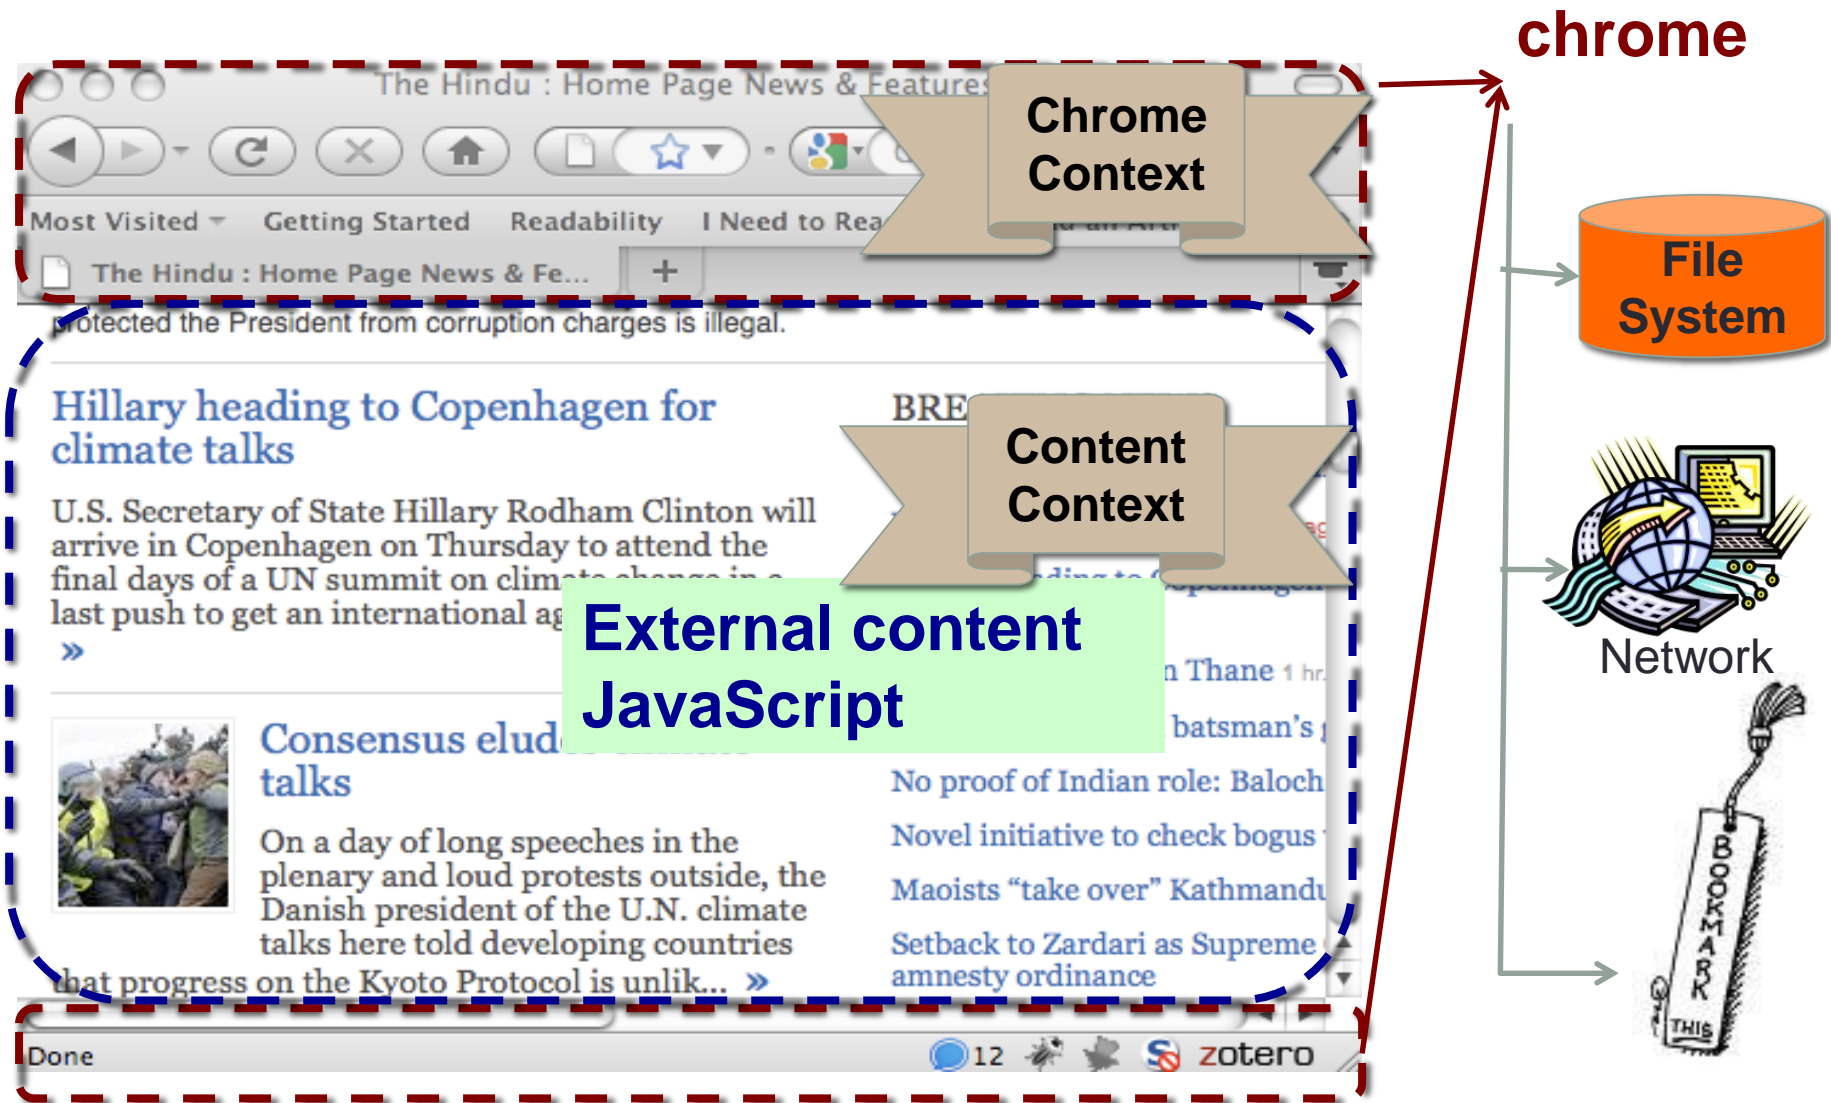 chrome
The Hindu : Home Page News & Features
Chrome
Context
Most Visited
Getting Started
Readability
I Need to Rea
The Hindu : Home Page News & Fe...
protected the President from corruption charges is illegal.
Hillary heading to Copenhagen for
climate talks
U.S. Secretary of State Hillary Rodham Clinton will
arrive in Copenhagen on Thursday to attend the
final days of a UN summit on climate change in a
last push to get an international ag
»
Consensus elud
talks
On a day of long speeches in the
plenary and loud protests outside, the
Danish president of the U.N. climate
talks here told developing countries
that progress on the Kyoto Protocol is unlik... »
BRE
Content
Context
External content
JavaScript
n Thane 1 hr.
batsman's g
No proof of Indian role: Baloch
Novel initiative to check bogus
Maoists “take over” Kathmandu
Setback to Zardari as Supreme
amnesty ordinance
Done
12
zotero
File
System
Network
BOOKMARK
THIS